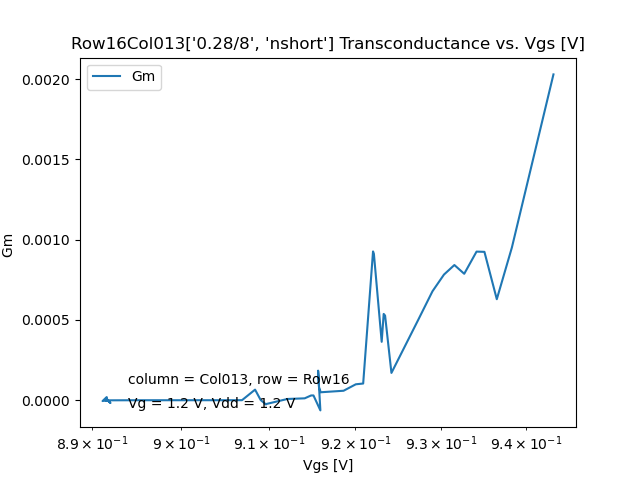 Row16Col013['0.28/8', 'nshort'] Transconductance vs. Vgs [V]
Gm
0.0020
0.0015
0.0010
0.0005
0.0000
Gm
column = Col013, row = Row16
Vg = 1.2 V, Vdd = 1.2 V
8.9 × 10⁻¹ 9 × 10⁻¹ 9.1 × 10⁻¹ 9.2 × 10⁻¹ 9.3 × 10⁻¹ 9.4 × 10⁻¹
Vgs [V]